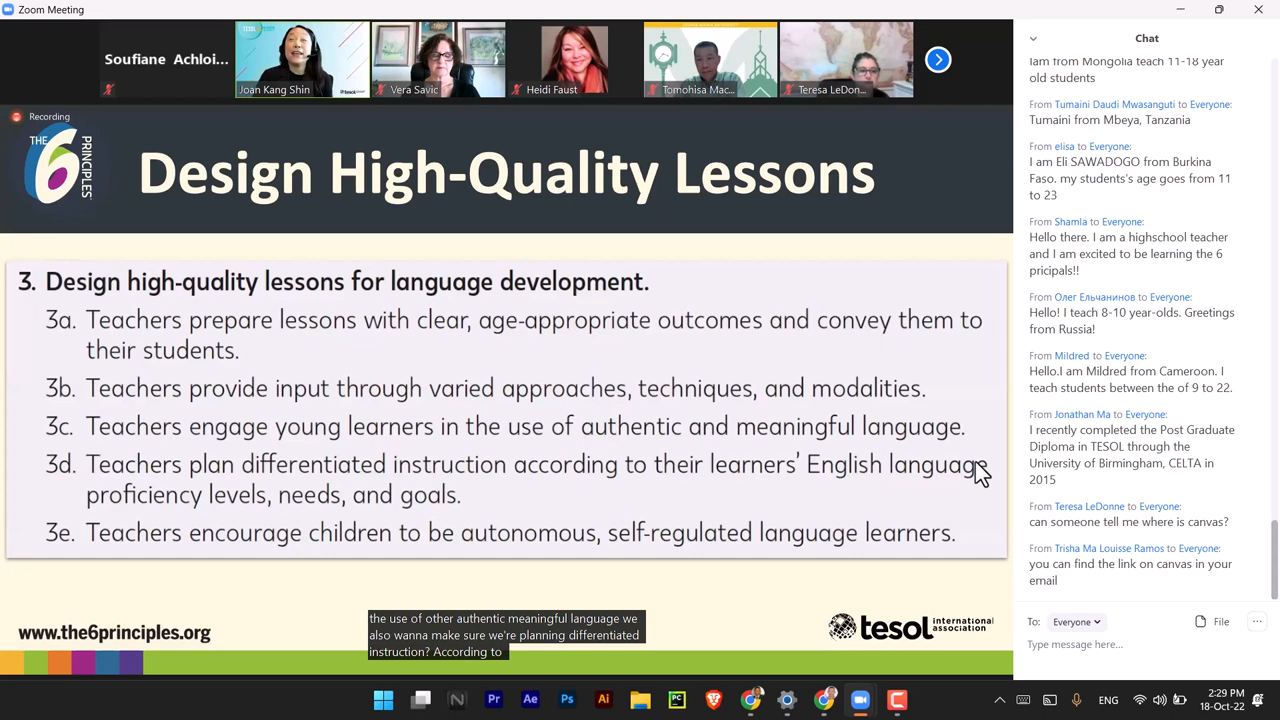 Zoom Meeting
Soufiane Achloi...
Joan Kang Shin
Vera Savic
Heidi Faust
Tomohisa Mac...
Teresa LeDon...
Recording
THE 6 PRINCIPLES
Design High-Quality Lessons
3. Design high-quality lessons for language development.
3a. Teachers prepare lessons with clear, age-appropriate outcomes and convey them to
their students.
3b. Teachers provide input through varied approaches, techniques, and modalities.
3c. Teachers engage young learners in the use of authentic and meaningful language.
3d. Teachers plan differentiated instruction according to their learners' English language
proficiency levels, needs, and goals.
3e. Teachers encourage children to be autonomous, self-regulated language learners.
www.the6principles.org
the use of other authentic meaningful language we
also wanna make sure we're planning differentiated
instruction? According to
tesol international
association
Chat
Iam from Mongolia teach 11-18 year
old students
From Tumaini Daudi Mwasanguti to Everyone:
Tumaini from Mbeya, Tanzania
From elisa to Everyone:
I am Eli SAWADOGO from Burkina
Faso. my students's age goes from 11
to 23
From Shamla to Everyone:
Hello there. I am a highschool teacher
and I am excited to be learning the 6
pricipals!!
From Олег Ельчанинов to Everyone:
Hello! I teach 8-10 year-olds. Greetings
from Russia!
From Mildred to Everyone:
Hello.I am Mildred from Cameroon. I
teach students between the of 9 to 22.
From Jonathan Ma to Everyone:
I recently completed the Post Graduate
Diploma in TESOL through the
University of Birmingham, CELTA in
2015
From Teresa LeDonne to Everyone:
can someone tell me where is canvas?
From Trisha Ma Louisse Ramos to Everyone:
you can find the link on canvas in your
email
To: Everyone
File
Type message here...
N
Pr
Ae
Ps
Ai
PC
ENG
2:29 PM
18-Oct-22